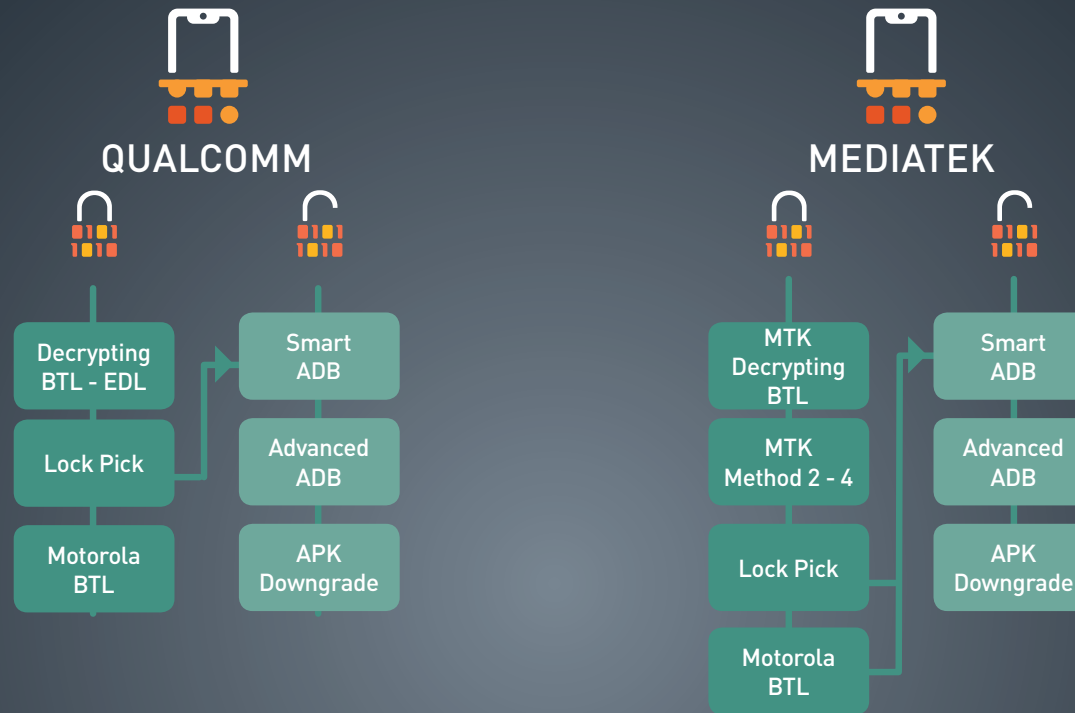 QUALCOMM
Decrypting
BTL - EDL
Lock Pick
Motorola
BTL
Smart
ADB
Advanced
ADB
APK
Downgrade
MEDIATEK
MTK
Decrypting
BTL
MTK
Method 2 - 4
Lock Pick
Motorola
BTL
Smart
ADB
Advanced
ADB
APK
Downgrade